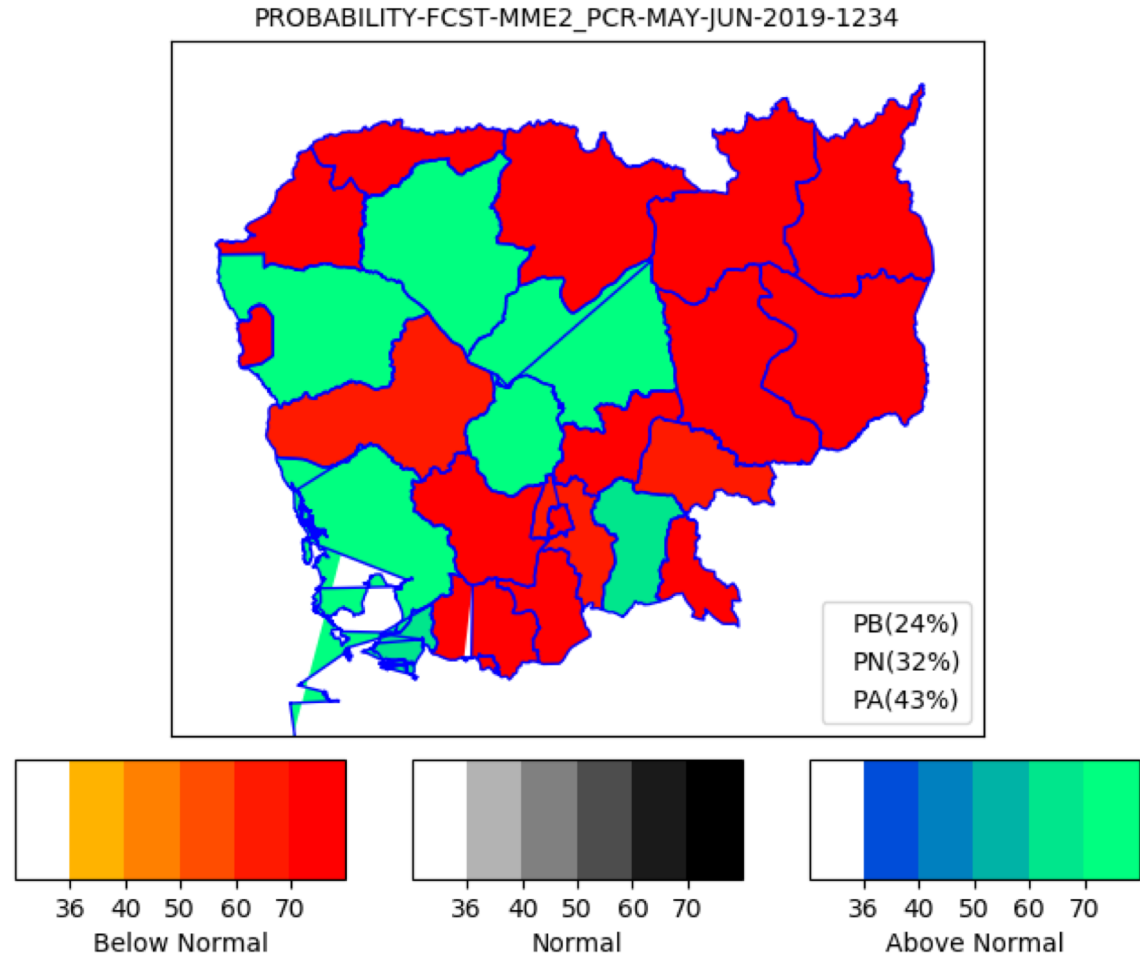 PROBABILITY-FCST-MME2_PCR-MAY-JUN-2019-1234
PB(24%)
PN(32%)
PA(43%)
36 40 50 60 70
Below Normal
36 40 50 60 70
Normal
36 40 50 60 70
Above Normal